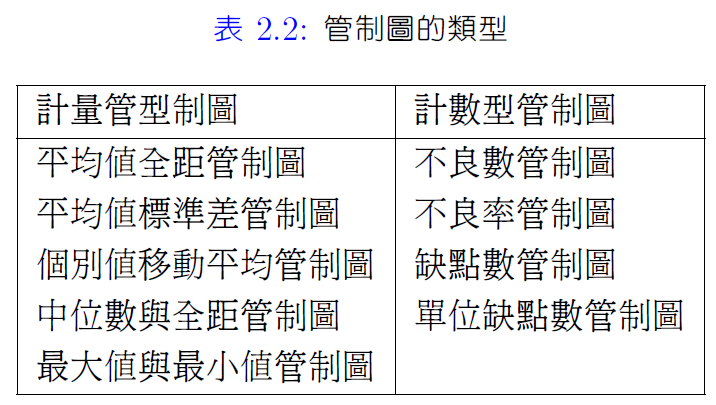 表 2.2: 管制圖的類型
計量管型制圖 計數型管制圖
平均值全距管制圖 不良數管制圖
平均值標準差管制圖 不良率管制圖
個別值移動平均管制圖 缺點數管制圖
中位數與全距管制圖 單位缺點數管制圖
最大值與最小值管制圖